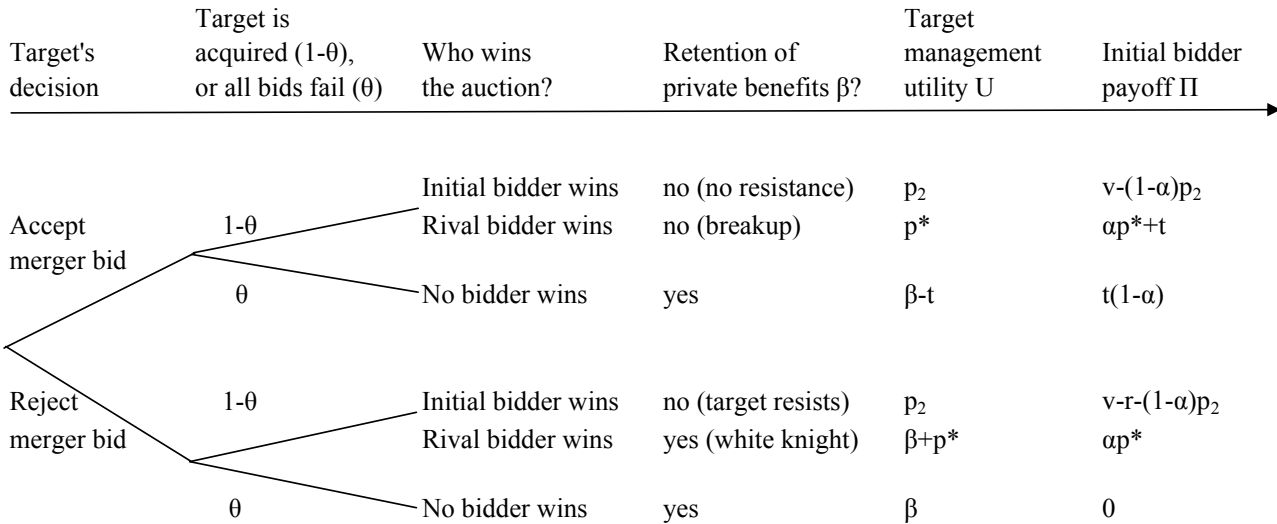 Target's decision
Target is acquired (1-θ), or all bids fail (θ)
Who wins the auction?
Retention of private benefits β?
Target management utility U
Initial bidder payoff Π
Accept merger bid
1-θ
Initial bidder wins no (no resistance) p₂ v-(1-α)p₂
Rival bidder wins no (breakup) p* αp*+t
θ No bidder wins yes β-t t(1-α)
Reject merger bid
1-θ Initial bidder wins no (target resists) p₂ v-r-(1-α)p₂
Rival bidder wins yes (white knight) β+p* αp*
θ No bidder wins yes β 0